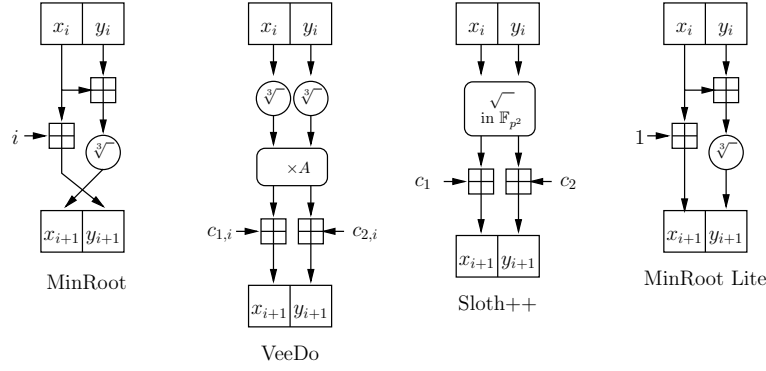 x_i y_i
i
∛
x_{i+1} y_{i+1}
MinRoot
x_i y_i
∛ ∛
×A
c_{1,i} c_{2,i}
x_{i+1} y_{i+1}
VeeDo
x_i y_i
√
in 𝔽_{p^2}
c_1 c_2
x_{i+1} y_{i+1}
Sloth++
x_i y_i
1
∛
x_{i+1} y_{i+1}
MinRoot Lite